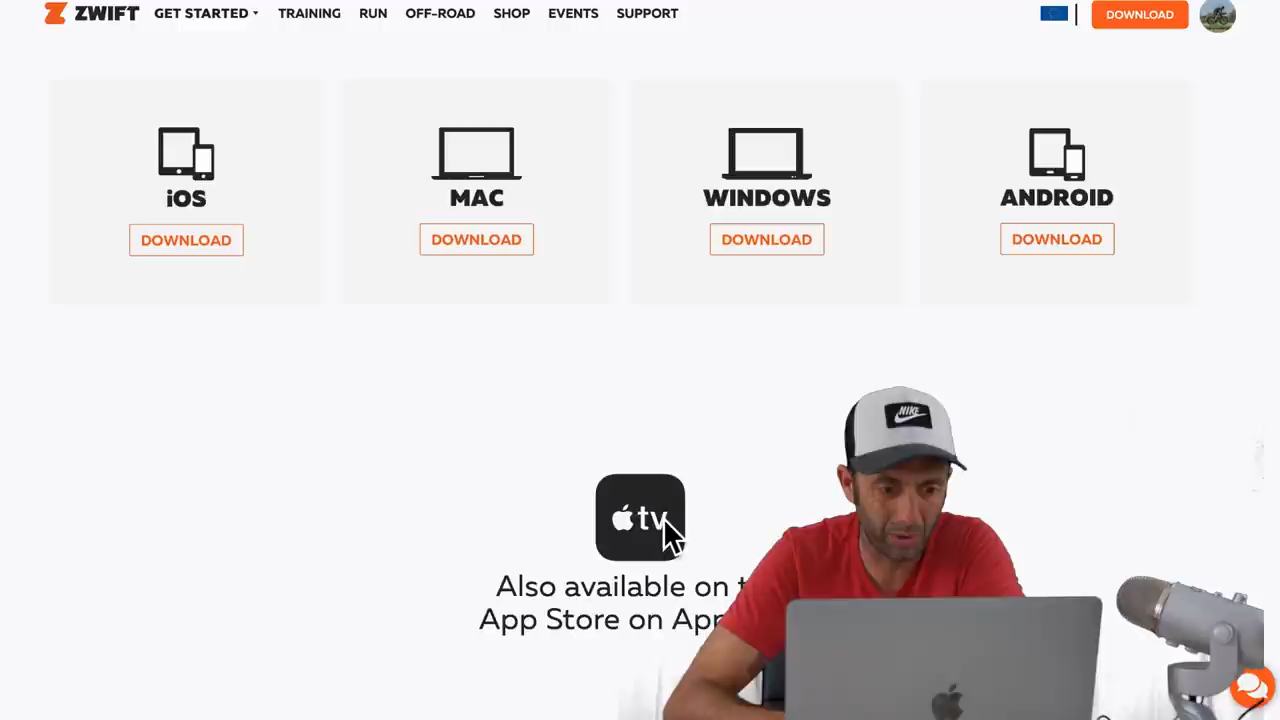 ZWIFT GET STARTED TRAINING RUN OFF-ROAD SHOP EVENTS SUPPORT DOWNLOAD
iOS MAC WINDOWS ANDROID
DOWNLOAD DOWNLOAD DOWNLOAD DOWNLOAD
NIKE
tv
Also available on
App Store on